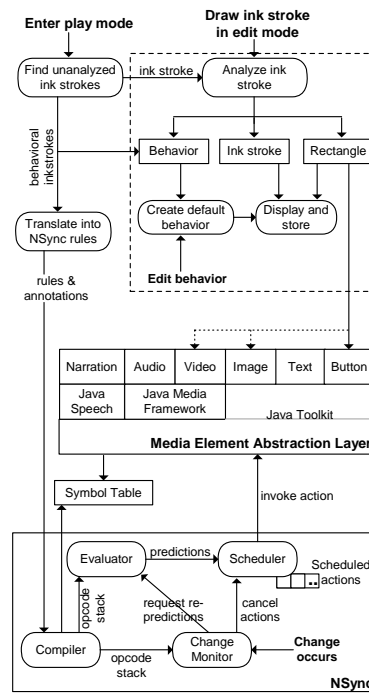 Enter play mode
Draw ink stroke
in edit mode
Find unanalyzed
ink strokes
ink stroke
Analyze ink
stroke
behavioral
inkstrokes
Behavior
Ink stroke
Rectangle
Translate into
NSync rules
Create default
behavior
Display and
store
rules &
annotations
Edit behavior
Narration
Audio
Video
Image
Text
Button
Java
Speech
Java Media
Framework
Java Toolkit
Media Element Abstraction Layer
Symbol Table
invoke action
Evaluator
predictions
Scheduler
Scheduled
actions
..
opcode
stack
request re-
predictions
cancel
actions
Compiler
opcode
stack
Change
Monitor
Change
occurs
NSync